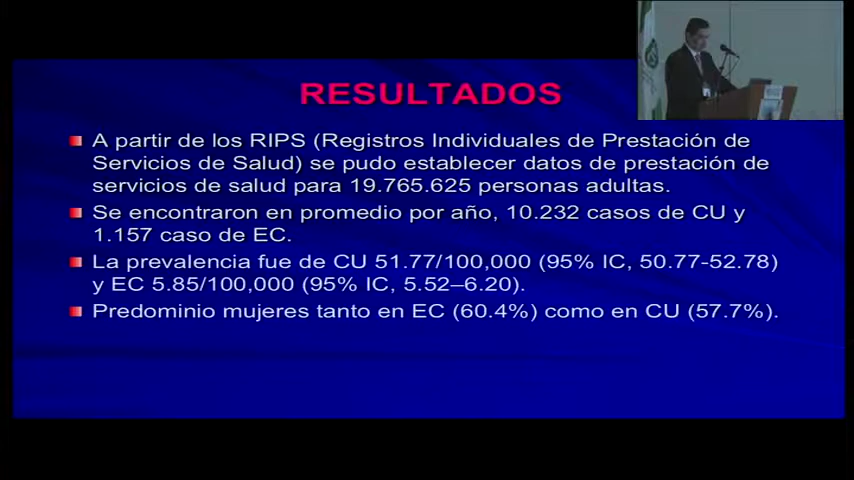 RESULTADOS
A partir de los RIPS (Registros Individuales de Prestación de
Servicios de Salud) se pudo establecer datos de prestación de
servicios de salud para 19.765.625 personas adultas.
Se encontraron en promedio por año, 10.232 casos de CU y
1.157 caso de EC.
La prevalencia fue de CU 51.77/100,000 (95% IC, 50.77-52.78)
y EC 5.85/100,000 (95% IC, 5.52–6.20).
Predominio mujeres tanto en EC (60.4%) como en CU (57.7%).